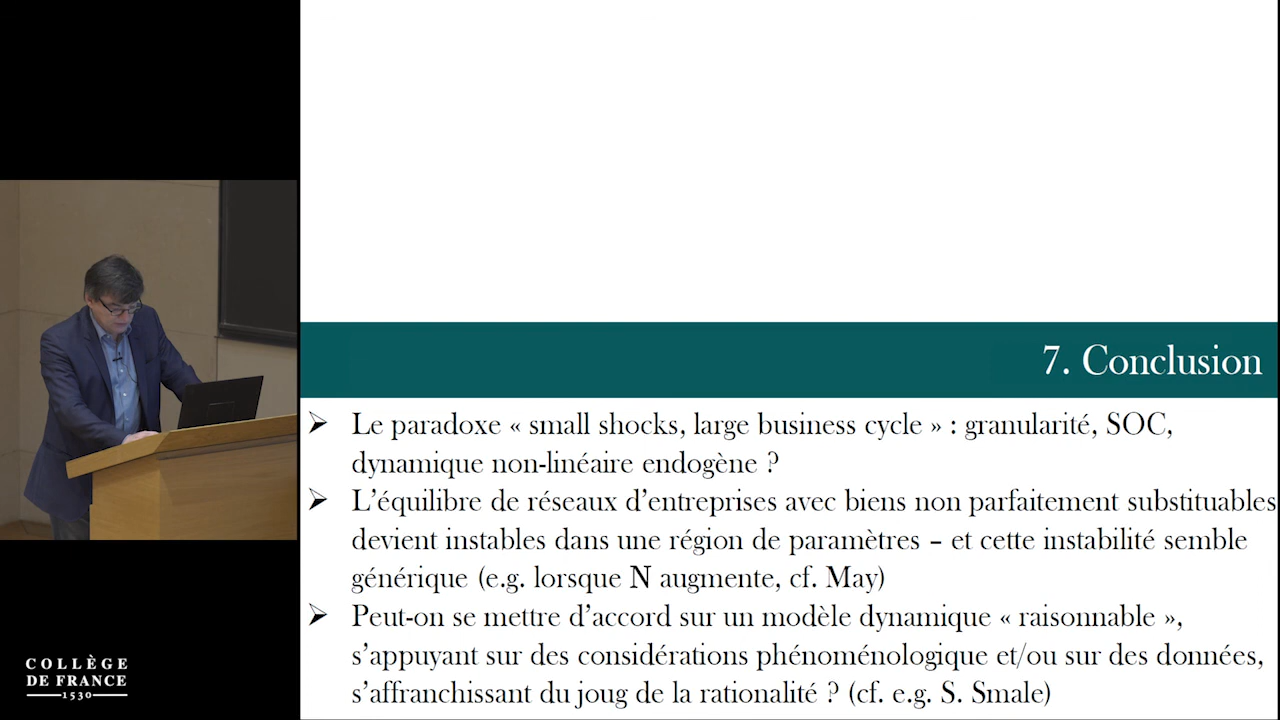 7. Conclusion
Le paradoxe « small shocks, large business cycle » : granularité, SOC,
dynamique non-linéaire endogène ?
L'équilibre de réseaux d'entreprises avec biens non parfaitement substituables
devient instables dans une région de paramètres – et cette instabilité semble
générique (e.g. lorsque N augmente, cf. May)
Peut-on se mettre d'accord sur un modèle dynamique « raisonnable »,
s'appuyant sur des considérations phénoménologique et/ou sur des données,
s'affranchissant du joug de la rationalité ? (cf. e.g. S. Smale)
COLLÈGE
DE FRANCE
1530